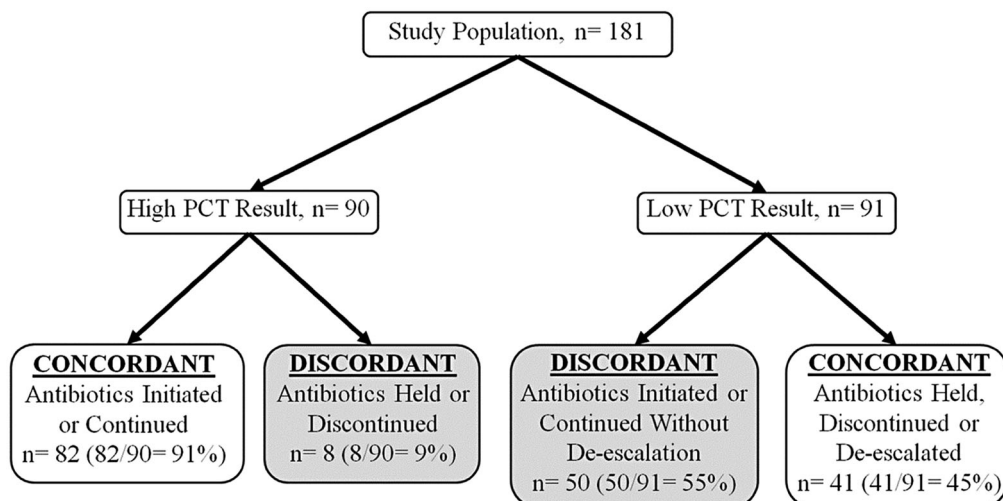 Study Population, n= 181
High PCT Result, n= 90
Low PCT Result, n= 91
CONCORDANT
Antibiotics Initiated
or Continued
n= 82 (82/90= 91%)
DISCORDANT
Antibiotics Held or
Discontinued
n= 8 (8/90= 9%)
DISCORDANT
Antibiotics Initiated or
Continued Without
De-escalation
n= 50 (50/91= 55%)
CONCORDANT
Antibiotics Held,
Discontinued or
De-escalated
n= 41 (41/91= 45%)